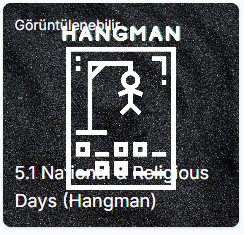 Görüntülenebilir
HANGMAN
5.1 National & Religious
Days (Hangman)